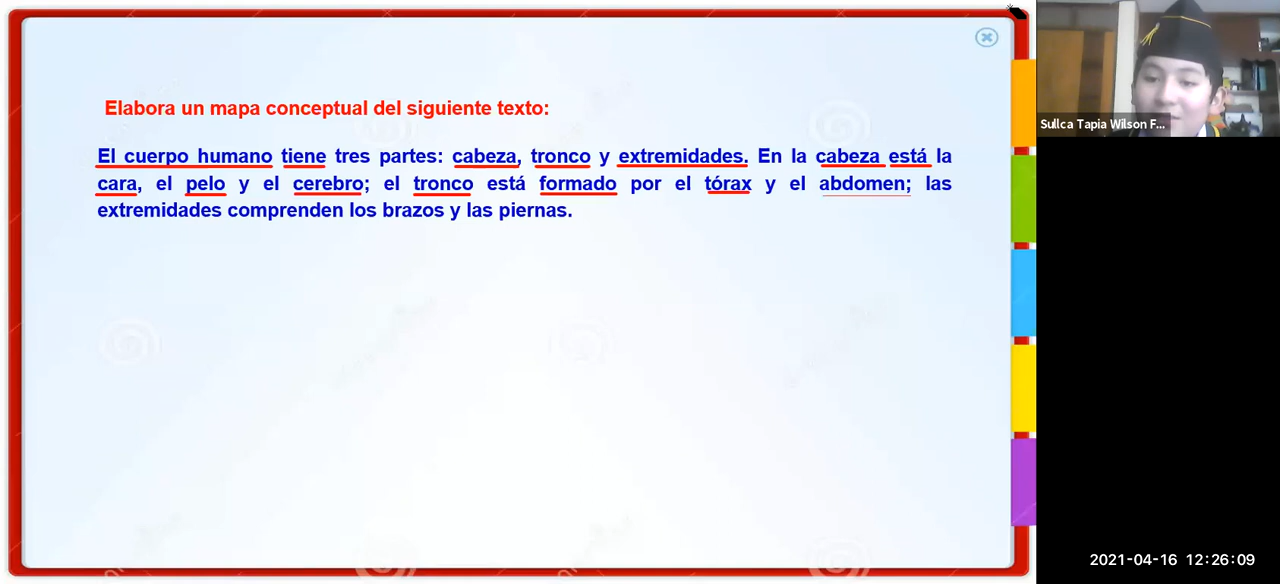 Elabora un mapa conceptual del siguiente texto:
El cuerpo humano tiene tres partes: cabeza, tronco y extremidades. En la cabeza está la
cara, el pelo y el cerebro; el tronco está formado por el tórax y el abdomen; las
extremidades comprenden los brazos y las piernas.
Sullca Tapia Wilson F...
2021-04-16 12:26:09